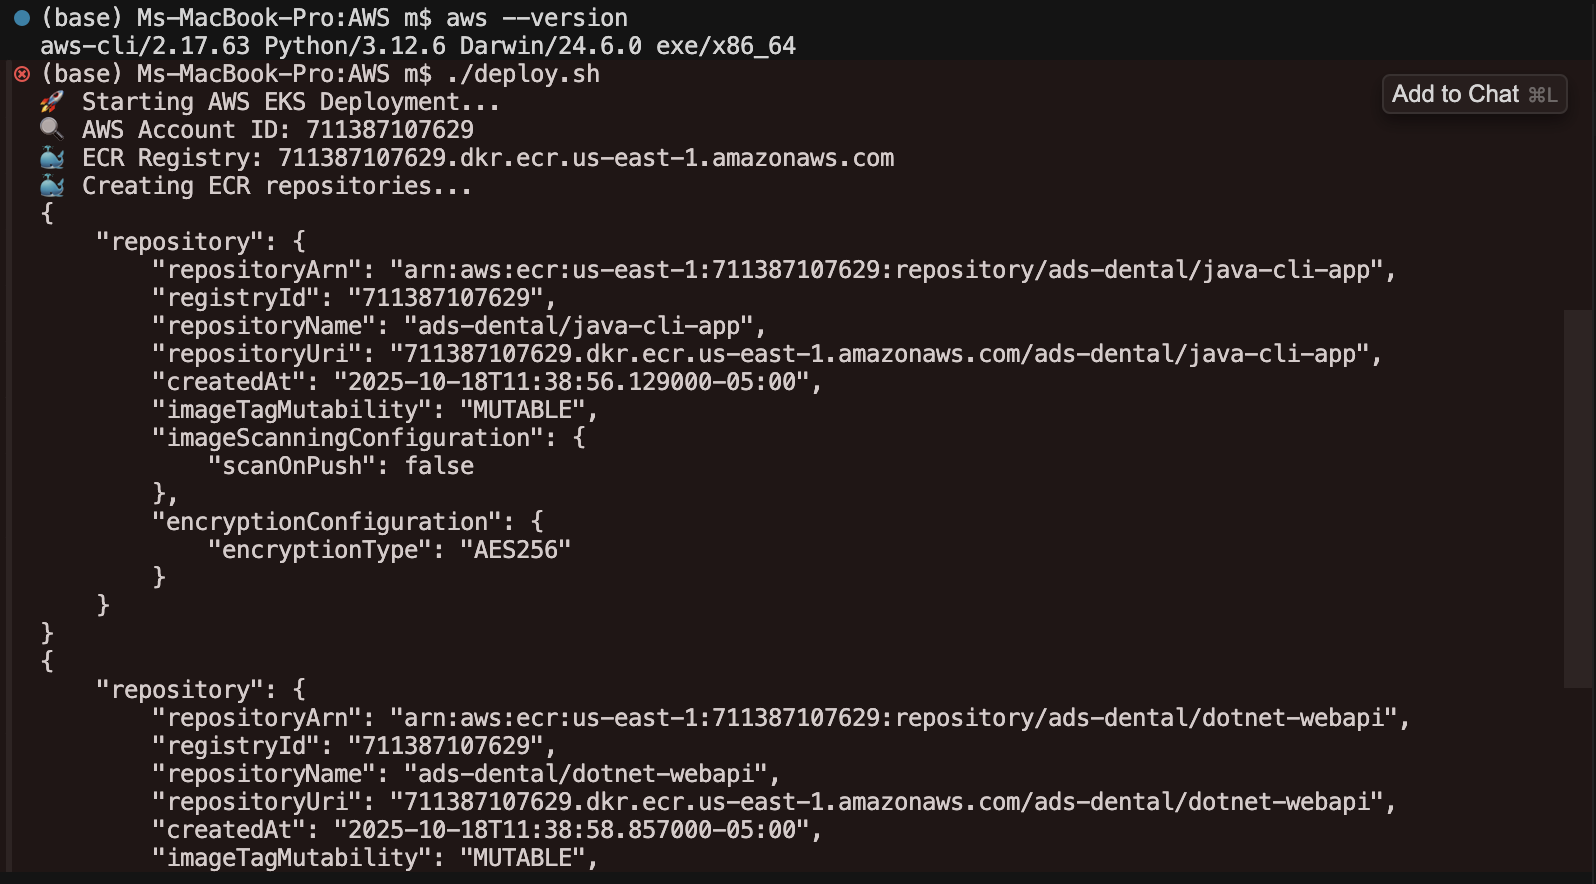 (base) Ms-MacBook-Pro:AWS m$ aws --version
aws-cli/2.17.63 Python/3.12.6 Darwin/24.6.0 exe/x86_64
(base) Ms-MacBook-Pro:AWS m$ ./deploy.sh
🚀 Starting AWS EKS Deployment...
Add to Chat ⌘L
🔍 AWS Account ID: 711387107629
🐳 ECR Registry: 711387107629.dkr.ecr.us-east-1.amazonaws.com
🐳 Creating ECR repositories...
{
    "repository": {
        "repositoryArn": "arn:aws:ecr:us-east-1:711387107629:repository/ads-dental/java-cli-app",
        "registryId": "711387107629",
        "repositoryName": "ads-dental/java-cli-app",
        "repositoryUri": "711387107629.dkr.ecr.us-east-1.amazonaws.com/ads-dental/java-cli-app",
        "createdAt": "2025-10-18T11:38:56.129000-05:00",
        "imageTagMutability": "MUTABLE",
        "imageScanningConfiguration": {
            "scanOnPush": false
        },
        "encryptionConfiguration": {
            "encryptionType": "AES256"
        }
    }
}
{
    "repository": {
        "repositoryArn": "arn:aws:ecr:us-east-1:711387107629:repository/ads-dental/dotnet-webapi",
        "registryId": "711387107629",
        "repositoryName": "ads-dental/dotnet-webapi",
        "repositoryUri": "711387107629.dkr.ecr.us-east-1.amazonaws.com/ads-dental/dotnet-webapi",
        "createdAt": "2025-10-18T11:38:58.857000-05:00",
        "imageTagMutability": "MUTABLE",